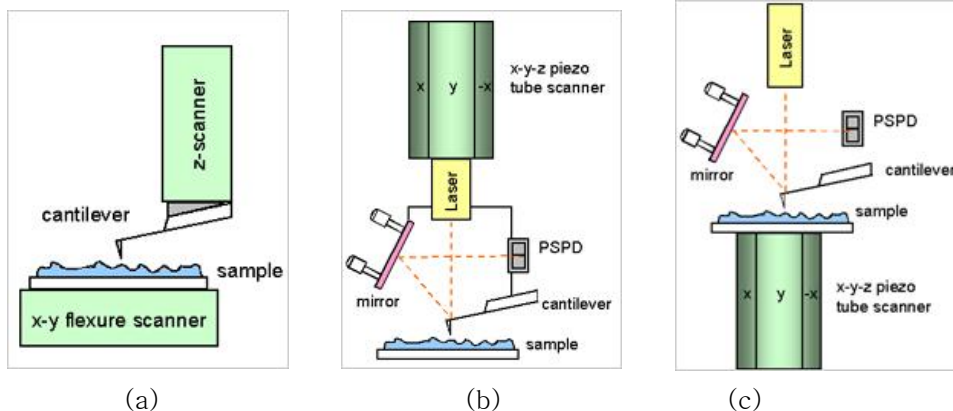 z-scanner
cantilever
sample
x-y flexure scanner
(a)
x y -x
x-y-z piezo
tube scanner
Laser
PSPD
mirror
cantilever
sample
(b)
Laser
PSPD
mirror
cantilever
sample
x y -x
x-y-z piezo
tube scanner
(c)